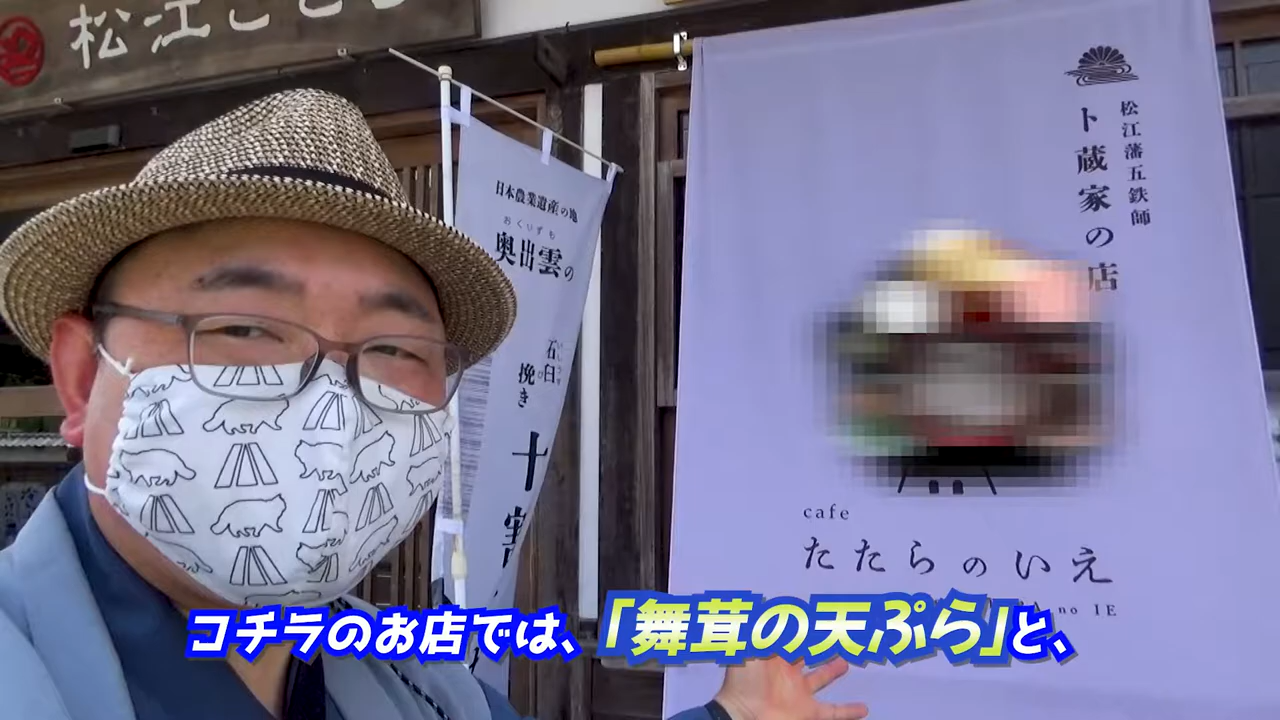 松江
日本農業遺産の地
おくいずも
奥出雲の
石臼
挽き
十割
松江藩五鉄師
卜蔵家の店
cafe
たたらのいえ
no IE
コチラのお店では、「舞茸の天ぷら」と、